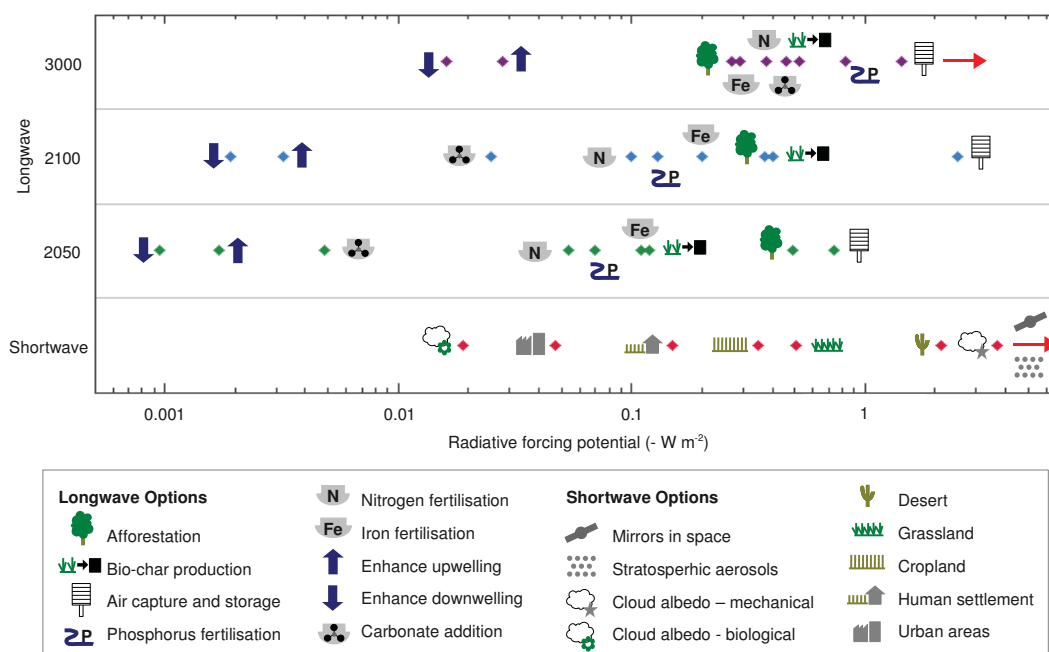 Longwave
3000
N
P
Fe
2100
Fe
N
P
2050
Fe
N
P
Shortwave
0.001
0.01
0.1
1
Radiative forcing potential (- W m-2)
Longwave Options
Afforestation
Bio-char production
Air capture and storage
P
Phosphorus fertilisation
N
Nitrogen fertilisation
Fe
Iron fertilisation
Enhance upwelling
Enhance downwelling
Carbonate addition
Shortwave Options
Mirrors in space
Stratosperhic aerosols
Cloud albedo – mechanical
Cloud albedo - biological
Desert
Grassland
Cropland
Human settlement
Urban areas